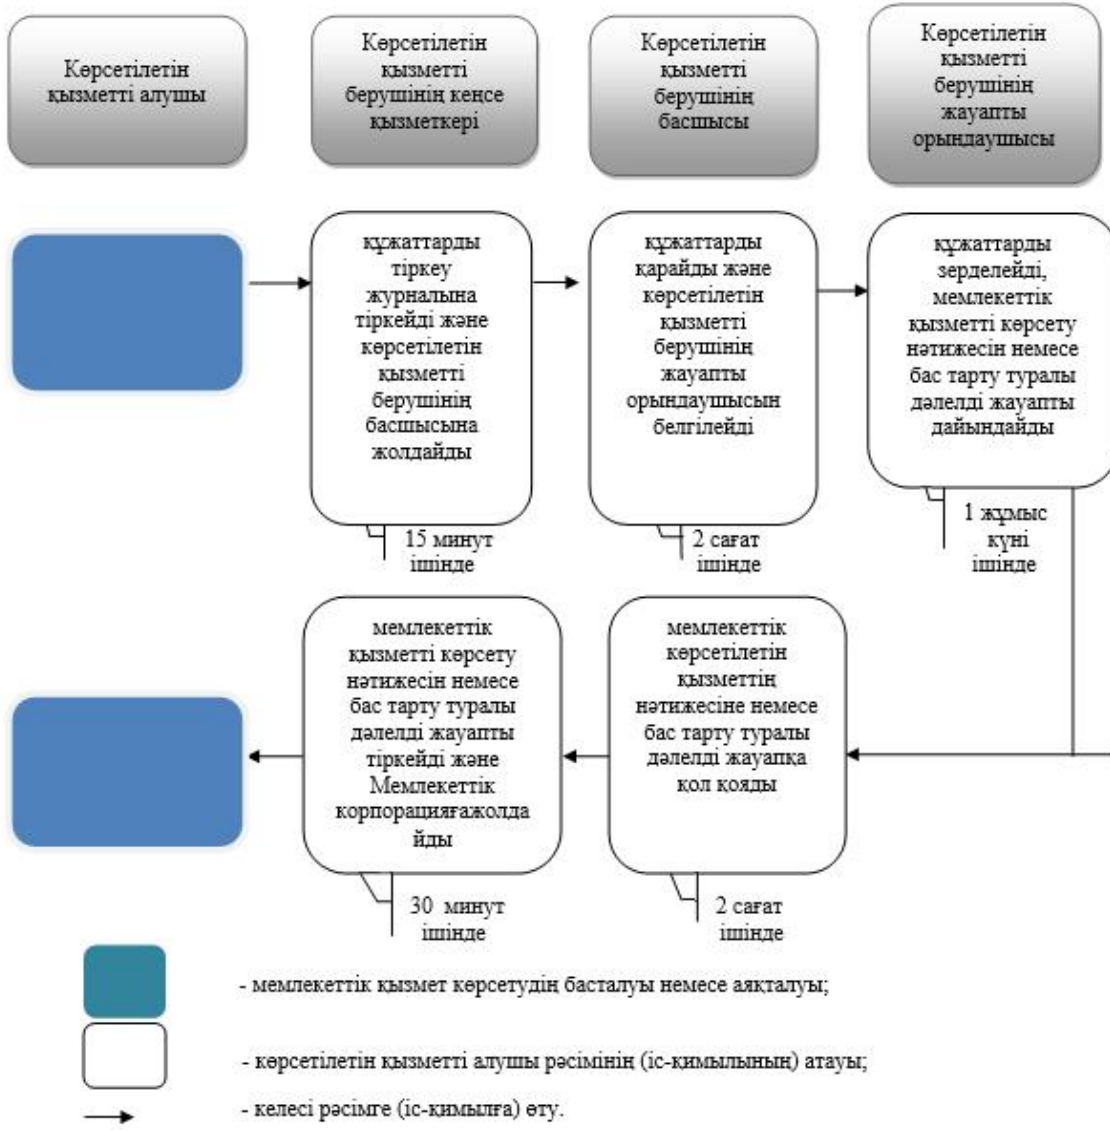 Көрсетілетін
қызметті алушы
Көрсетілетін
қызметті
берушінің кеңсе
қызметкері
Көрсетілетін
қызметті
берушінің
басшысы
Көрсетілетін
қызметті
берушінің
жауапты
орындаушысы
құжаттарды
тіркеу
журналына
тіркейді және
көрсетілетін
қызметті
берушінің
басшысына
жолдайды
құжаттарды
қарайды және
көрсетілетін
қызметті
берушінің
жауапты
орындаушысын
белгілейді
құжаттарды
зерделейді,
мемлекеттік
қызметті көрсету
нәтижесін немесе
бас тарту туралы
дәлелді жауапты
дайындайды
15 минут
ішінде
2 сағат
ішінде
1 жұмыс
күні
ішінде
мемлекеттік
қызметті көрсету
нәтижесін немесе
бас тарту туралы
дәлелді жауапты
тіркейді және
Мемлекеттік
корпорацияғажолда
йды
мемлекеттік
көрсетілетін
қызметтің
нәтижесіне немесе
бас тарту туралы
дәлелді жауапқа
қол қояды
30 минут
ішінде
2 сағат
ішінде
- мемлекеттік қызмет көрсетудің басталуы немесе аяқталуы;
- көрсетілетін қызметті алушы рәсімінің (іс-қимылының) атауы;
- келесі рәсімге (іс-қимылға) өту.